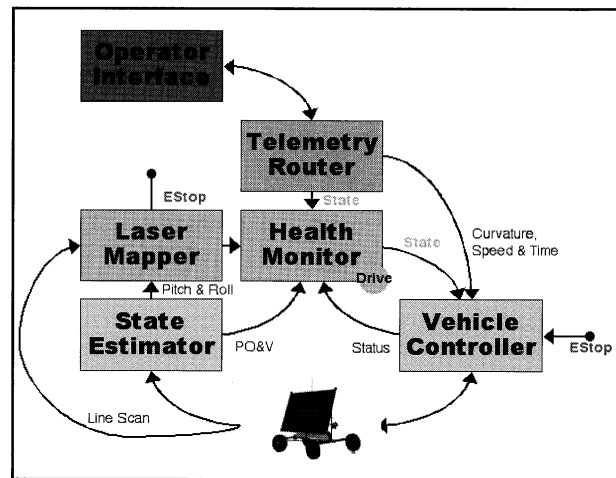 Operator
Interface
Telemetry
Router
EStop
State
Laser
Mapper
Health
Monitor
State
Curvature,
Speed & Time
Drive
Pitch & Roll
State
Estimator
PO&V
Status
Vehicle
Controller
EStop
Line Scan